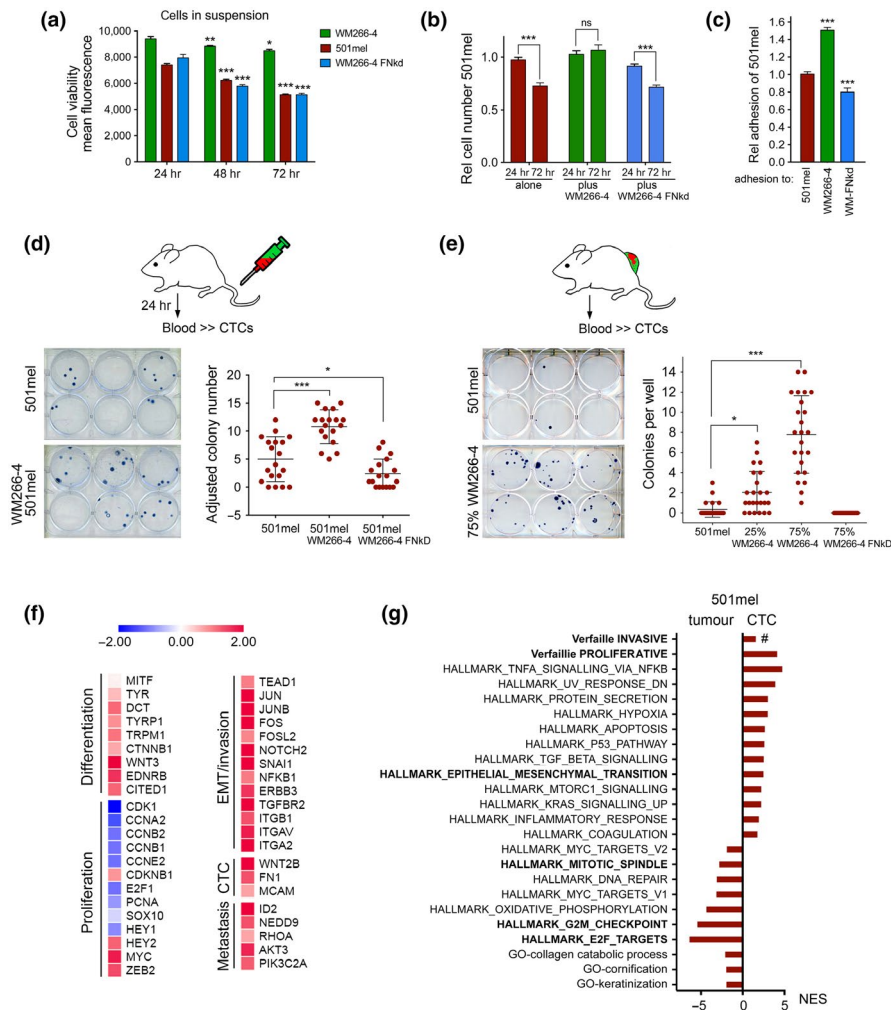 (a)
Cells in suspension
WM266-4
501mel
WM266-4 FNkd
Cell viability
mean fluorescence
10,000
8,000
6,000
4,000
2,000
**
*
***
***
***
***
24 hr
48 hr
72 hr
(b)
Rel cell number 501mel
1.0
0.5
0.0
***
ns
***
24 hr 72 hr
24 hr 72 hr
24 hr 72 hr
alone
plus
WM266-4
plus
WM266-4 FNkd
(c)
Rel adhesion of 501mel
1.6
1.4
1.2
1.0
0.8
0.6
0.4
0.2
0
***
***
adhesion to:
501mel
WM266-4
WM-FNkd
(d)
24 hr
Blood >> CTCs
501mel
WM266-4
501mel
Adjusted colony number
20
15
10
5
0
−5
*
***
501mel
501mel
WM266-4
501mel
WM266-4 FNkD
(e)
Blood >> CTCs
501mel
75% WM266-4
Colonies per well
14
12
10
8
6
4
2
0
***
*
501mel
25%
WM266-4
75%
WM266-4
75%
WM266-4 FNkD
(f)
−2.00 0.00 2.00
Differentiation
MITF
TYR
DCT
TYRP1
TRPM1
CTNNB1
WNT3
EDNRB
CITED1
Proliferation
CDK1
CCNA2
CCNB2
CCNB1
CCNE2
CDKNB1
E2F1
PCNA
SOX10
HEY1
HEY2
MYC
ZEB2
EMT/invasion
TEAD1
JUN
JUNB
FOS
FOSL2
NOTCH2
SNAI1
NFKB1
ERBB3
TGFBR2
ITGB1
ITGAV
ITGA2
CTC
WNT2B
FN1
MCAM
Metastasis
ID2
NEDD9
RHOA
AKT3
PIK3C2A
(g)
501mel
tumour CTC
Verfaille INVASIVE #
Verfaillie PROLIFERATIVE
HALLMARK_TNFA_SIGNALLING_VIA_NFKB
HALLMARK_UV_RESPONSE_DN
HALLMARK_PROTEIN_SECRETION
HALLMARK_HYPOXIA
HALLMARK_APOPTOSIS
HALLMARK_P53_PATHWAY
HALLMARK_TGF_BETA_SIGNALLING
HALLMARK_EPITHELIAL_MESENCHYMAL_TRANSITION
HALLMARK_MTORC1_SIGNALLING
HALLMARK_KRAS_SIGNALLING_UP
HALLMARK_INFLAMMATORY_RESPONSE
HALLMARK_COAGULATION
HALLMARK_MYC_TARGETS_V2
HALLMARK_MITOTIC_SPINDLE
HALLMARK_DNA_REPAIR
HALLMARK_MYC_TARGETS_V1
HALLMARK_OXIDATIVE_PHOSPHORYLATION
HALLMARK_G2M_CHECKPOINT
HALLMARK_E2F_TARGETS
GO-collagen catabolic process
GO-cornification
GO-keratinization
−5 0 5
NES